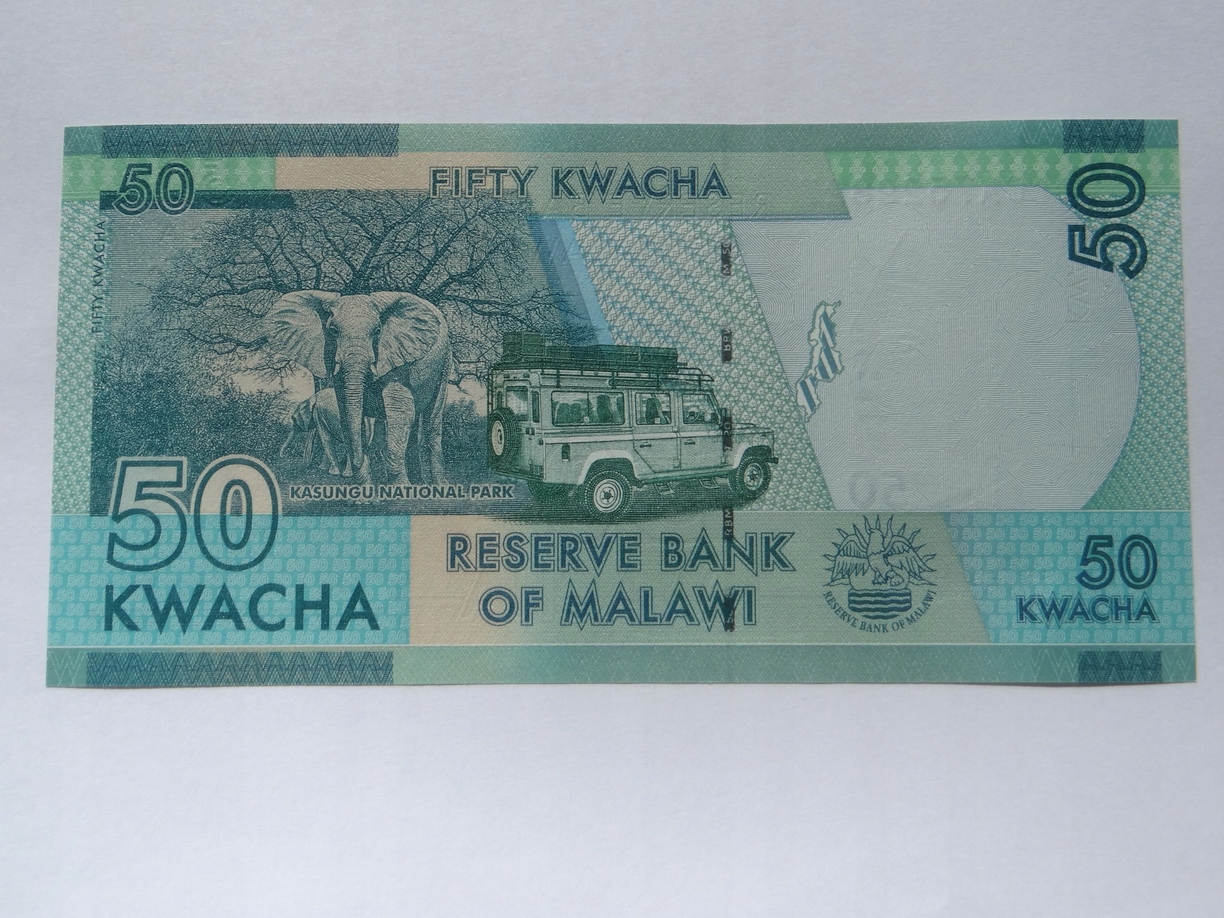 50
FIFTY KWACHA
50
FIFTY KWACHA
KASUNGU NATIONAL PARK
50
KWACHA
RESERVE BANK
OF MALAWI
RESERVE BANK OF MALAWI
50
KWACHA
RBM